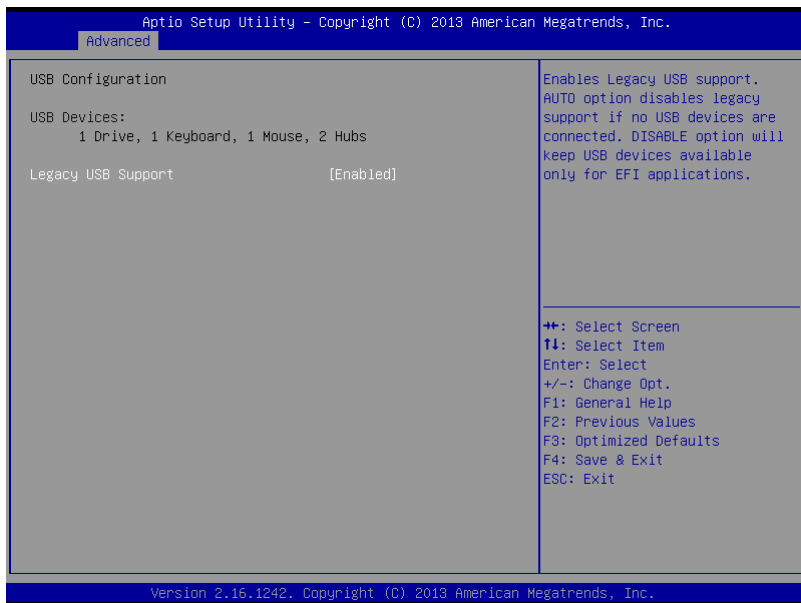 Aptio Setup Utility – Copyright (C) 2013 American Megatrends, Inc.
Advanced
USB Configuration
USB Devices:
1 Drive, 1 Keyboard, 1 Mouse, 2 Hubs
Legacy USB Support [Enabled]
Enables Legacy USB support.
AUTO option disables legacy
support if no USB devices are
connected. DISABLE option will
keep USB devices available
only for EFI applications.
→←: Select Screen
↑↓: Select Item
Enter: Select
+/-: Change Opt.
F1: General Help
F2: Previous Values
F3: Optimized Defaults
F4: Save & Exit
ESC: Exit
Version 2.16.1242. Copyright (C) 2013 American Megatrends, Inc.